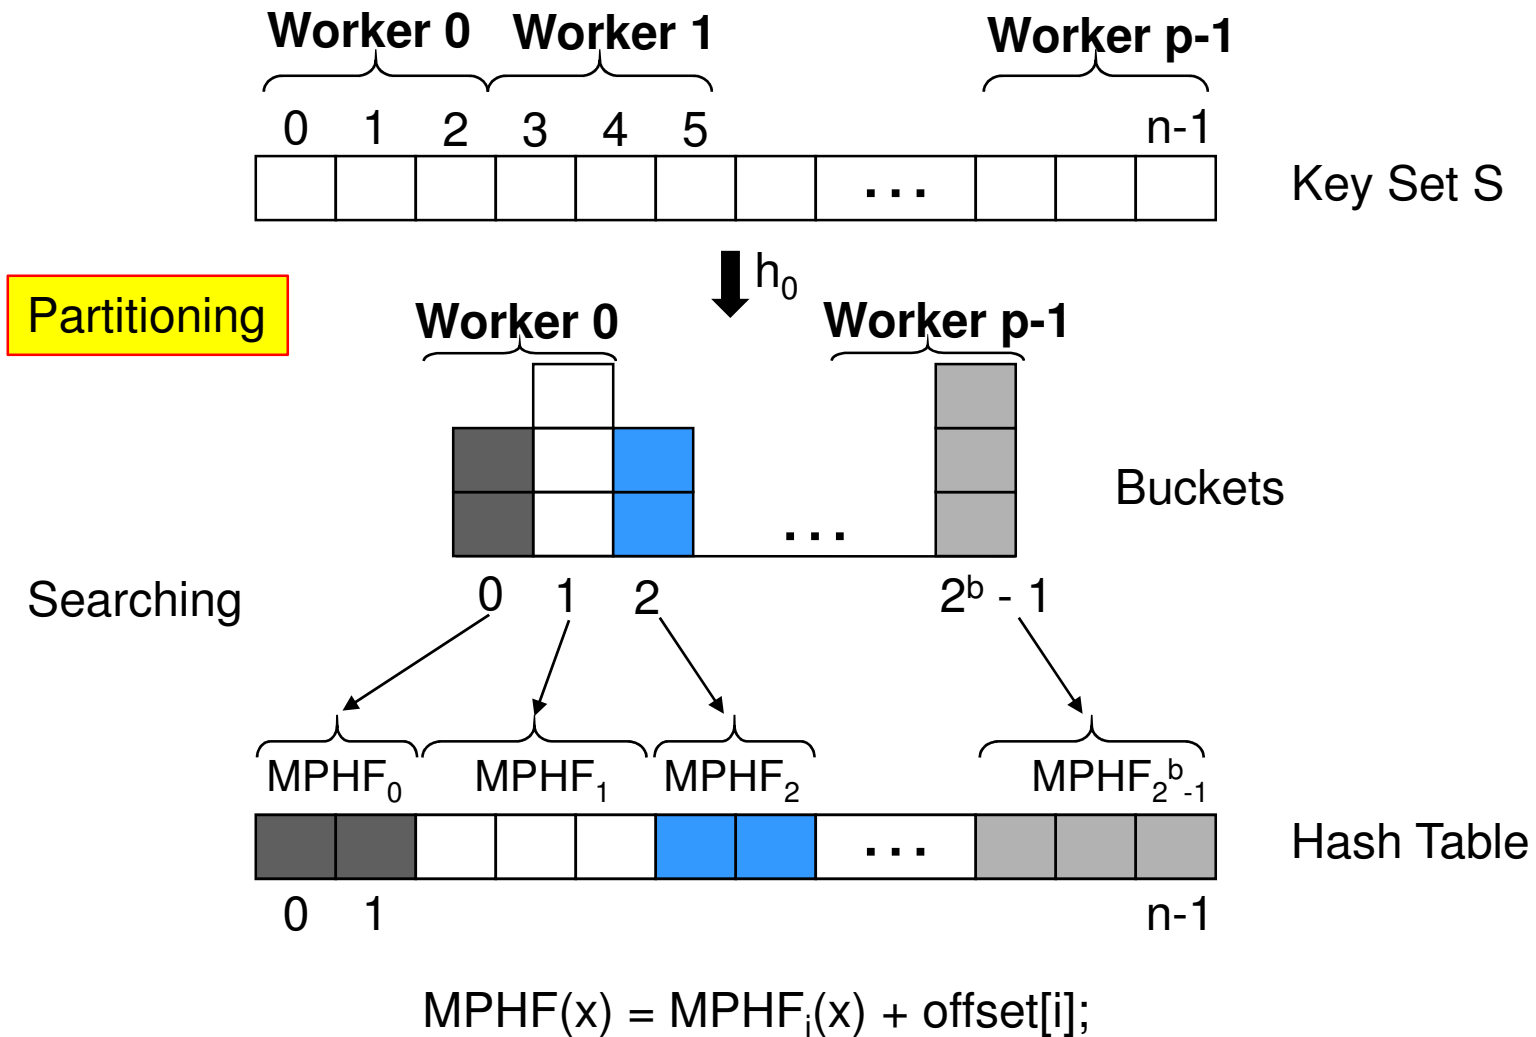 Worker 0 Worker 1 Worker p-1
0 1 2 3 4 5 n-1
... Key Set S
h₀
Partitioning
Worker 0 Worker p-1
... Buckets
Searching
0 1 2 2ᵇ - 1
MPHF₀ MPHF₁ MPHF₂ MPHF₂ᵇ₋₁
... Hash Table
0 1 n-1
MPHF(x) = MPHFᵢ(x) + offset[i];